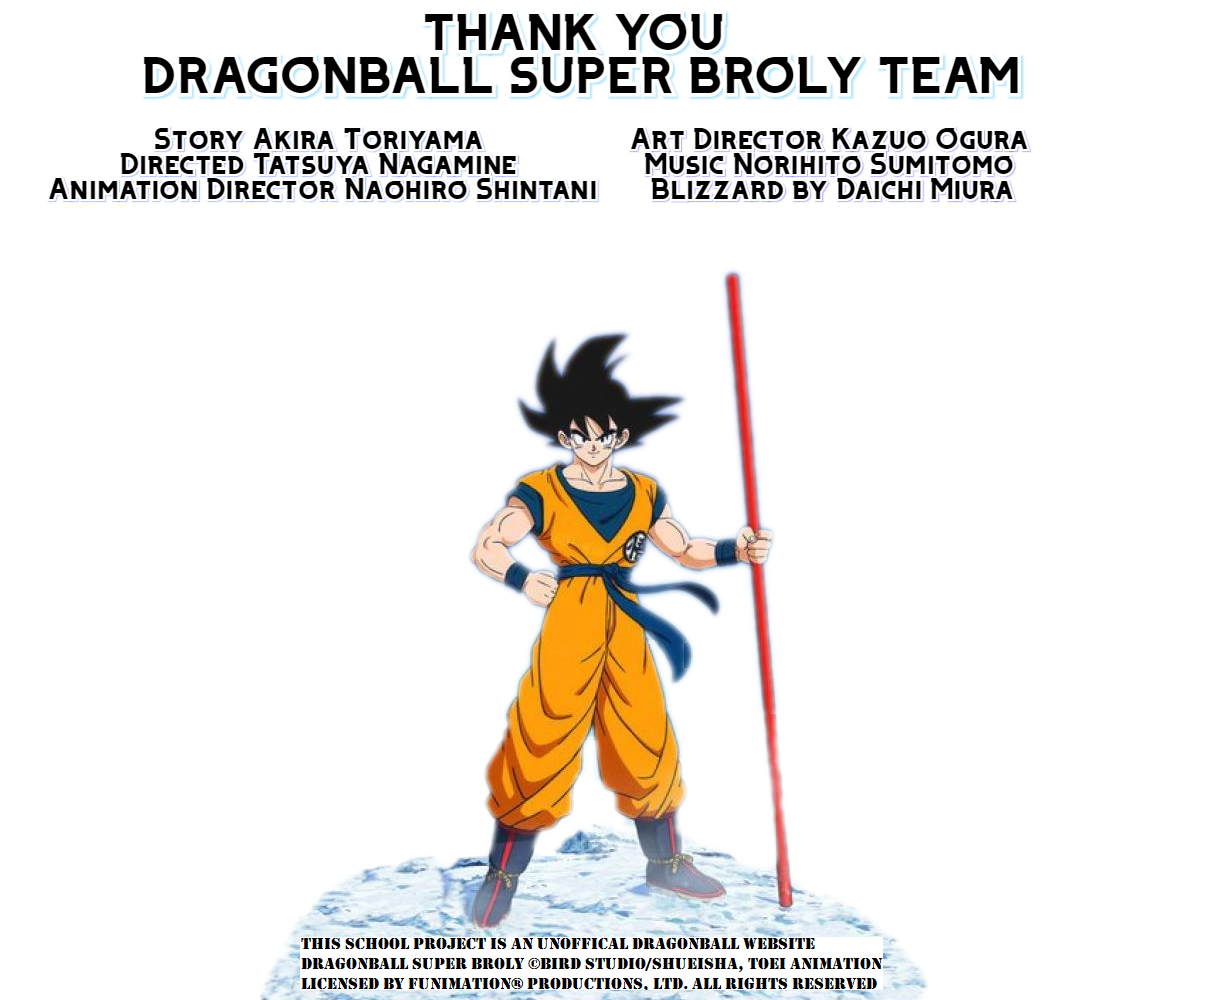 THANK YOU
DRAGONBALL SUPER BROLY TEAM
STORY AKIRA TORIYAMA
DIRECTED TATSUYA NAGAMINE
ANIMATION DIRECTOR NAOHIRO SHINTANI
ART DIRECTOR KAZUO OGURA
MUSIC NORIHITO SUMITOMO
BLIZZARD BY DAICHI MIURA
THIS SCHOOL PROJECT IS AN UNOFFICAL DRAGONBALL WEBSITE
DRAGONBALL SUPER BROLY ©BIRD STUDIO/SHUEISHA, TOEI ANIMATION
LICENSED BY FUNIMATION® PRODUCTIONS, LTD. ALL RIGHTS RESERVED